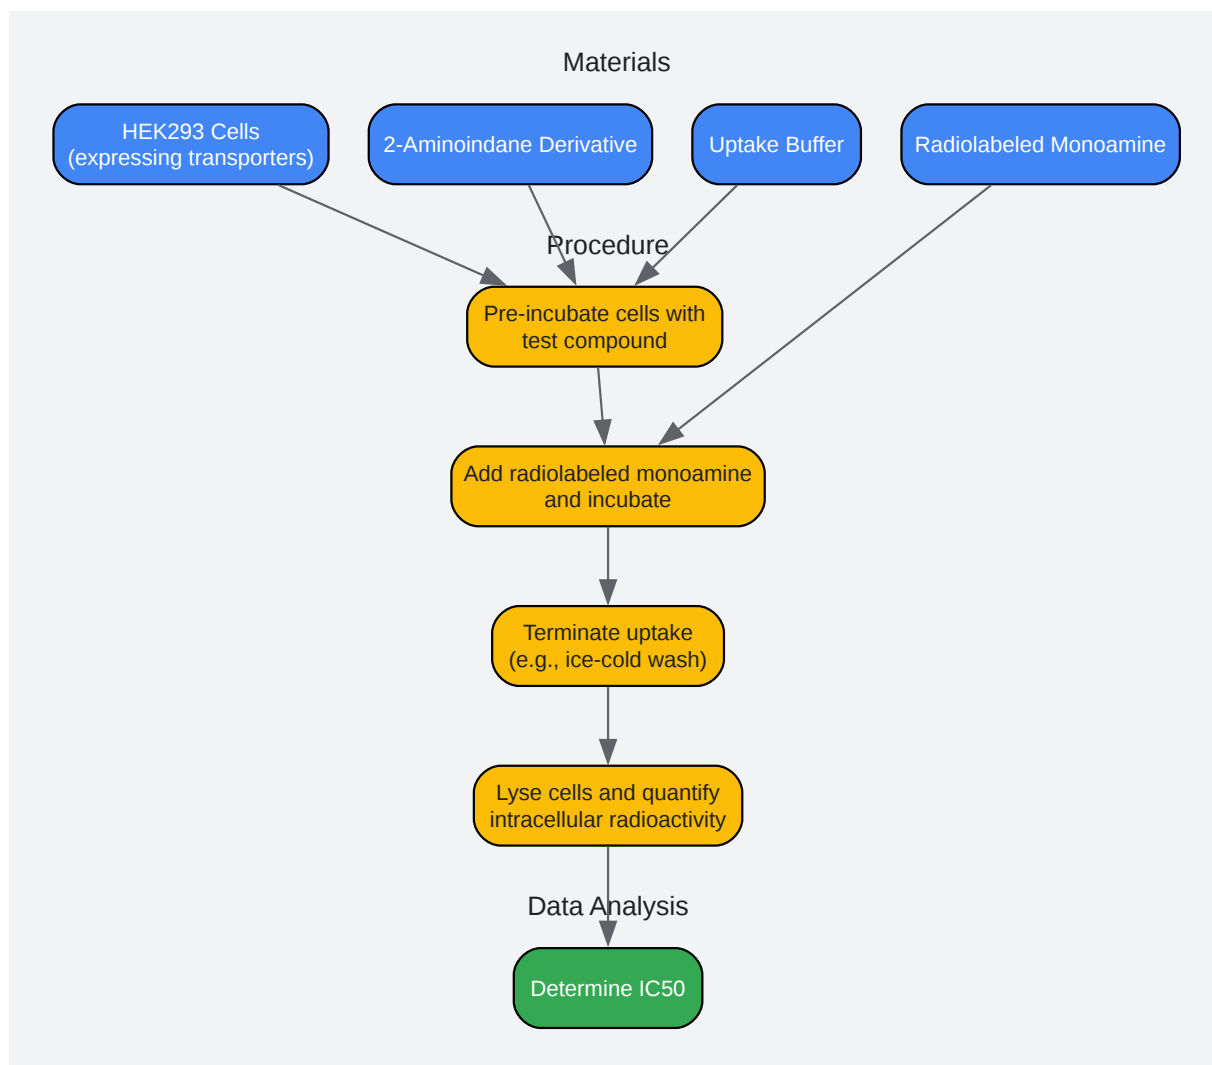 Materials
HEK293 Cells
(expressing transporters)
2-Aminoindane Derivative
Uptake Buffer
Radiolabeled Monoamine
Procedure
Pre-incubate cells with
test compound
Add radiolabeled monoamine
and incubate
Terminate uptake
(e.g., ice-cold wash)
Lyse cells and quantify
intracellular radioactivity
Data Analysis
Determine IC50